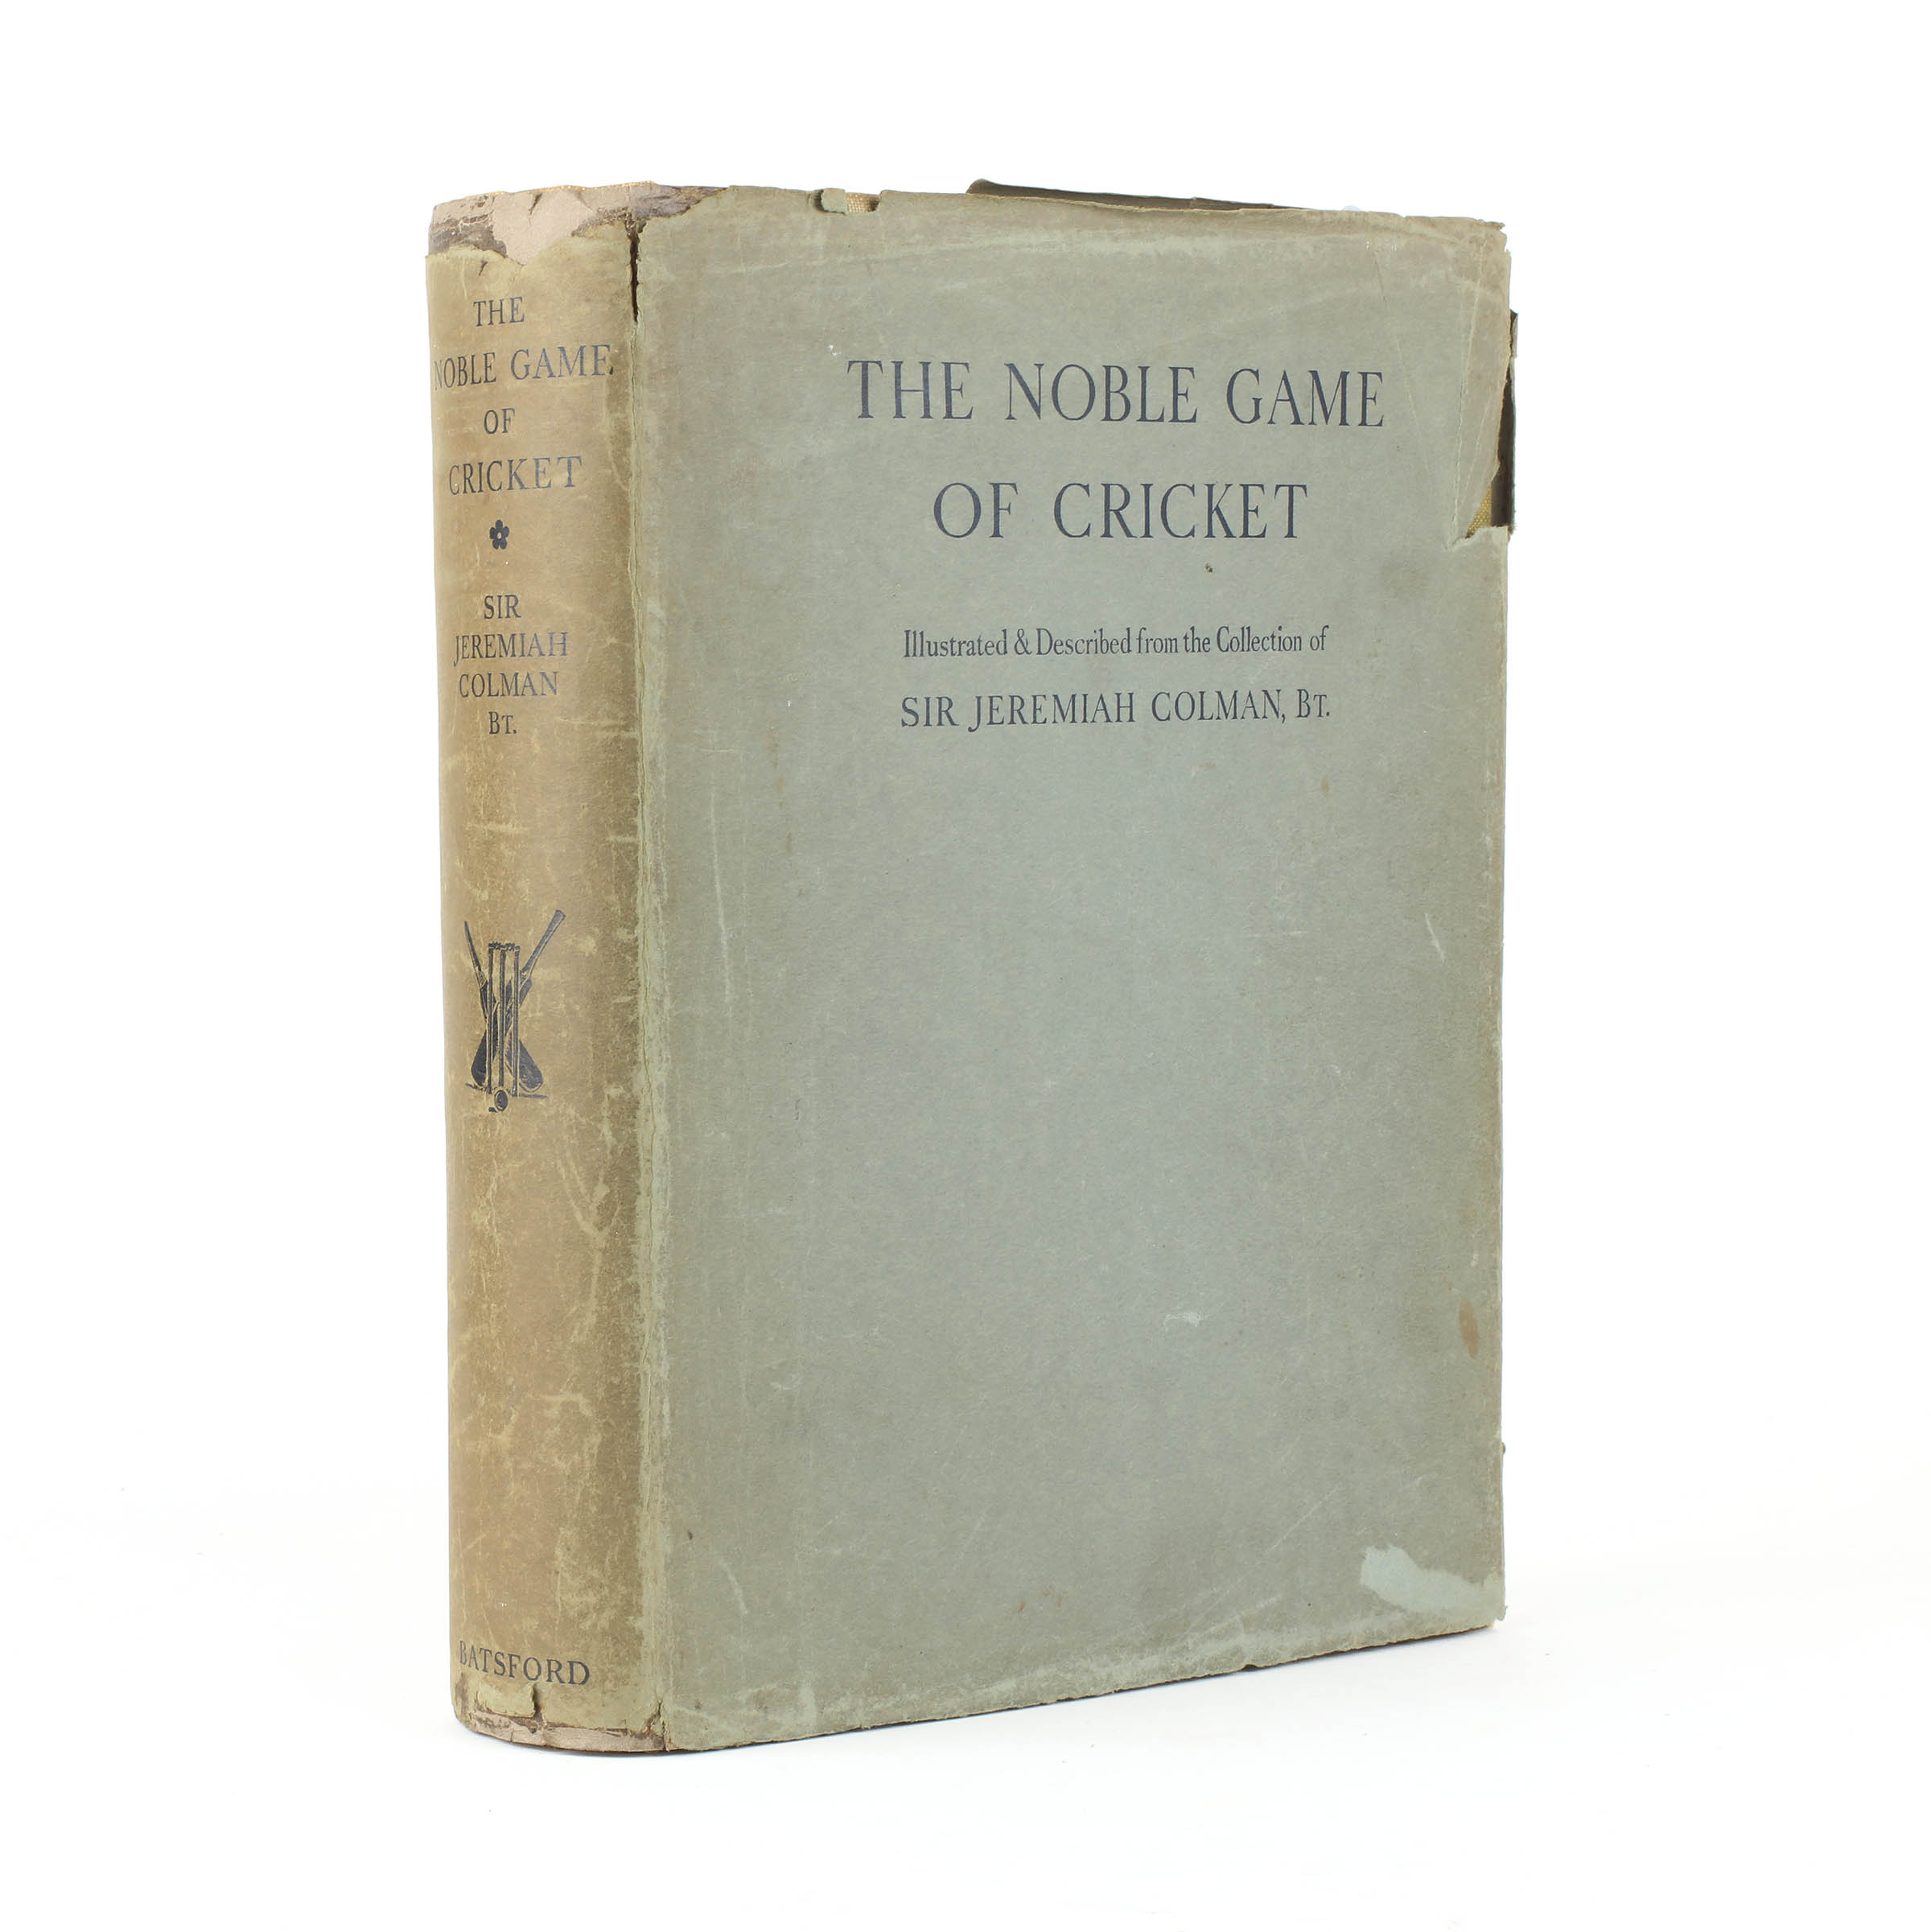 THE
NOBLE GAME
OF
CRICKET
SIR
JEREMIAH
COLMAN
BT.
BATSFORD
THE NOBLE GAME
OF CRICKET
Illustrated & Described from the Collection of
SIR JEREMIAH COLMAN, BT.